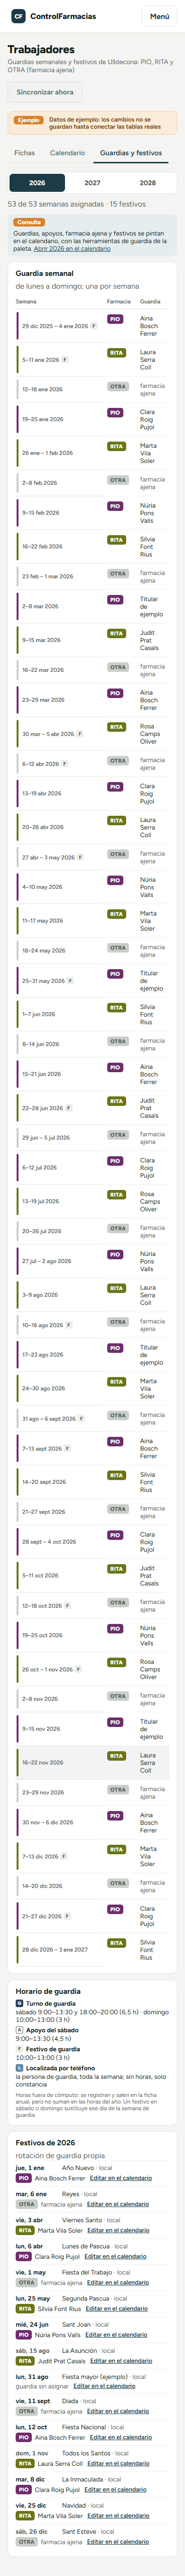 CF ControlFarmacias Menú
Trabajadores
Guardias semanales y festivos de Ulldecona: PIO, RITA y
OTRA (farmacia ajena)
Sincronizar ahora
Ejemplo Datos de ejemplo: los cambios no se
guardan hasta conectar las tablas reales
Fichas Calendario Guardias y festivos
2026 2027 2028
53 de 53 semanas asignadas · 15 festivos
Consulta
Guardias, apoyos, farmacia ajena y festivos se pintan
en el calendario, con las herramientas de guardia de la
paleta. Abrir 2026 en el calendario
Guardia semanal
de lunes a domingo; una por semana
Semana Farmacia Guardia
29 dic 2025 – 4 ene 2026 F PIO Aina
Bosch
Ferrer
5–11 ene 2026 F RITA Laura
Serra
Coll
12–18 ene 2026 OTRA farmacia
ajena
19–25 ene 2026 PIO Clara
Roig
Pujol
26 ene – 1 feb 2026 RITA Marta
Vila
Soler
2–8 feb 2026 OTRA farmacia
ajena
9–15 feb 2026 PIO Núria
Pons
Valls
16–22 feb 2026 RITA Sílvia
Font
Rius
23 feb – 1 mar 2026 OTRA farmacia
ajena
2–8 mar 2026 PIO Titular
de
ejemplo
9–15 mar 2026 RITA Judit
Prat
Casals
16–22 mar 2026 OTRA farmacia
ajena
23–29 mar 2026 PIO Aina
Bosch
Ferrer
30 mar – 5 abr 2026 F RITA Rosa
Camps
Oliver
6–12 abr 2026 F OTRA farmacia
ajena
13–19 abr 2026 PIO Clara
Roig
Pujol
20–26 abr 2026 RITA Laura
Serra
Coll
27 abr – 3 may 2026 F OTRA farmacia
ajena
4–10 may 2026 PIO Núria
Pons
Valls
11–17 may 2026 RITA Marta
Vila
Soler
18–24 may 2026 OTRA farmacia
ajena
25–31 may 2026 F PIO Titular
de
ejemplo
1–7 jun 2026 RITA Sílvia
Font
Rius
8–14 jun 2026 OTRA farmacia
ajena
15–21 jun 2026 PIO Aina
Bosch
Ferrer
22–28 jun 2026 F RITA Judit
Prat
Casals
29 jun – 5 jul 2026 OTRA farmacia
ajena
6–12 jul 2026 PIO Clara
Roig
Pujol
13–19 jul 2026 RITA Rosa
Camps
Oliver
20–26 jul 2026 OTRA farmacia
ajena
27 jul – 2 ago 2026 PIO Núria
Pons
Valls
3–9 ago 2026 RITA Laura
Serra
Coll
10–16 ago 2026 F OTRA farmacia
ajena
17–23 ago 2026 PIO Titular
de
ejemplo
24–30 ago 2026 RITA Marta
Vila
Soler
31 ago – 6 sept 2026 F OTRA farmacia
ajena
7–13 sept 2026 F PIO Aina
Bosch
Ferrer
14–20 sept 2026 RITA Sílvia
Font
Rius
21–27 sept 2026 OTRA farmacia
ajena
28 sept – 4 oct 2026 PIO Clara
Roig
Pujol
5–11 oct 2026 RITA Judit
Prat
Casals
12–18 oct 2026 F OTRA farmacia
ajena
19–25 oct 2026 PIO Núria
Pons
Valls
26 oct – 1 nov 2026 F RITA Rosa
Camps
Oliver
2–8 nov 2026 OTRA farmacia
ajena
9–15 nov 2026 PIO Titular
de
ejemplo
16–22 nov 2026 RITA Laura
Serra
Coll
23–29 nov 2026 OTRA farmacia
ajena
30 nov – 6 dic 2026 PIO Aina
Bosch
Ferrer
7–13 dic 2026 F RITA Marta
Vila
Soler
14–20 dic 2026 OTRA farmacia
ajena
21–27 dic 2026 F PIO Clara
Roig
Pujol
28 dic 2026 – 3 ene 2027 RITA Sílvia
Font
Rius
Horario de guardia
G Turno de guardia
sábado 9:00–13:30 y 18:00–20:00 (6,5 h) · domingo
10:00–13:00 (3 h)
A Apoyo del sábado
9:00–13:30 (4,5 h)
F Festivo de guardia
10:00–13:00 (3 h)
L Localizada por teléfono
la persona de guardia, toda la semana; sin horas, solo
constancia
Horas fuera de cómputo: se registran y salen en la ficha
anual, pero no suman en las horas del año. Un festivo en
sábado o domingo sustituye ese día de la semana de
guardia.
Festivos de 2026
rotación de guardia propia
jue, 1 ene Año Nuevo · local
PIO Aina Bosch Ferrer Editar en el calendario
mar, 6 ene Reyes · local
OTRA farmacia ajena Editar en el calendario
vie, 3 abr Viernes Santo · local
RITA Marta Vila Soler Editar en el calendario
lun, 6 abr Lunes de Pascua · local
PIO Clara Roig Pujol Editar en el calendario
vie, 1 may Fiesta del Trabajo · local
OTRA farmacia ajena Editar en el calendario
lun, 25 may Segunda Pascua · local
RITA Sílvia Font Rius Editar en el calendario
mié, 24 jun Sant Joan · local
PIO Núria Pons Valls Editar en el calendario
sáb, 15 ago La Asunción · local
RITA Judit Prat Casals Editar en el calendario
lun, 31 ago Fiesta mayor (ejemplo) · local
guardia sin asignar Editar en el calendario
vie, 11 sept Diada · local
OTRA farmacia ajena Editar en el calendario
lun, 12 oct Fiesta Nacional · local
PIO Aina Bosch Ferrer Editar en el calendario
dom, 1 nov Todos los Santos · local
RITA Laura Serra Coll Editar en el calendario
mar, 8 dic La Inmaculada · local
PIO Clara Roig Pujol Editar en el calendario
vie, 25 dic Navidad · local
RITA Marta Vila Soler Editar en el calendario
sáb, 26 dic Sant Esteve · local
OTRA farmacia ajena Editar en el calendario